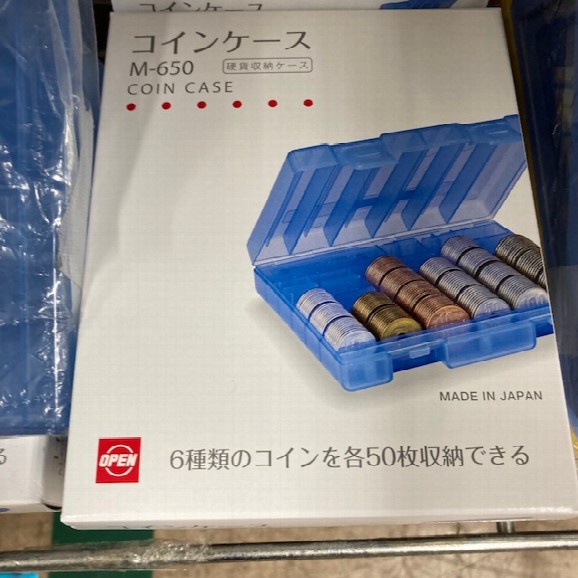 コインケース
M-650 硬貨収納ケース
COIN CASE
MADE IN JAPAN
OPEN
6種類のコインを各50枚収納できる